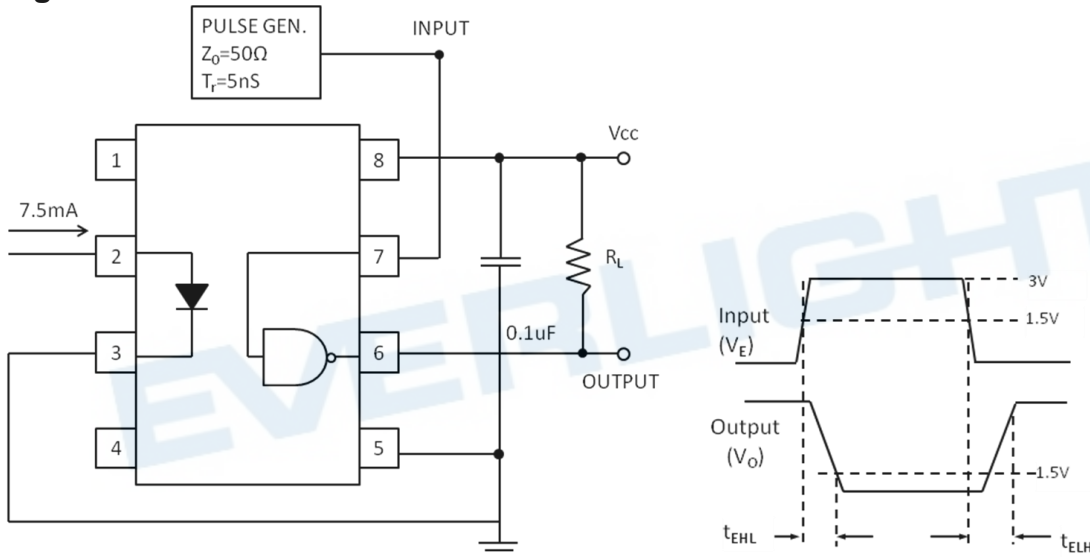 PULSE GEN.
Z₀=50Ω
Tᵣ=5nS
INPUT
Vcc
1
8
7.5mA
2
7
R_L
3
6
0.1uF
OUTPUT
4
5
EVERLIGHT
Input
(V_E)
3V
1.5V
Output
(V_O)
1.5V
t_EHL
t_ELH